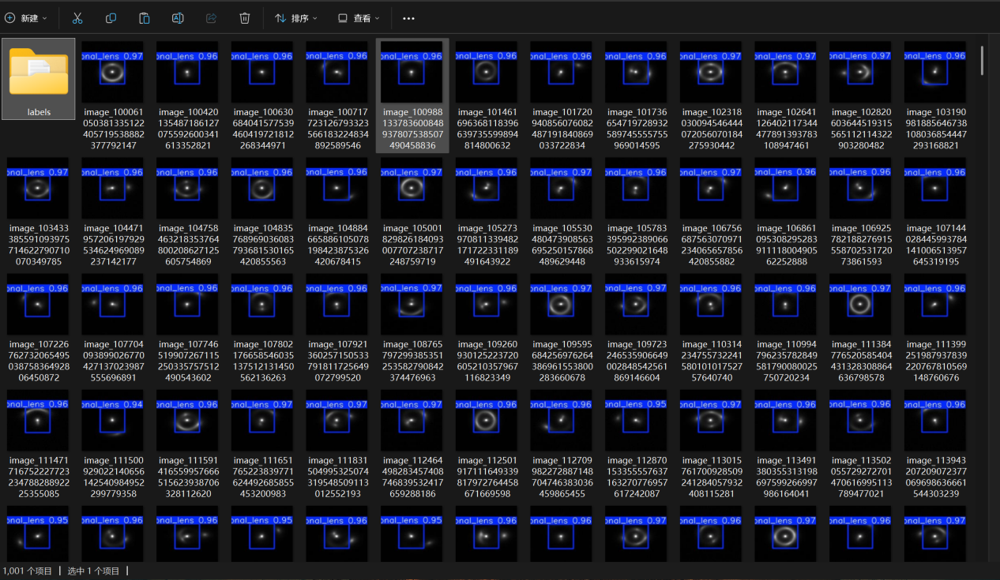 新建
排序
查看
labels
onal_lens 0.97
image_100061
050381335122
405719538882
377792147
onal_lens 0.96
image_100420
135487186127
075592600341
613352821
onal_lens 0.96
image_100630
684041577539
460419721812
268344971
onal_lens 0.96
image_100717
723126793323
566183224834
892589546
onal_lens 0.96
image_100988
133783600848
937807538507
490458836
onal_lens 0.96
image_101461
696368118396
639735599894
814800632
onal_lens 0.96
image_101720
940856076082
487191840869
033722834
onal_lens 0.96
image_101736
654719728932
589745555755
969014595
onal_lens 0.97
image_102318
030094546444
072656070184
275930442
onal_lens 0.97
image_102641
126402117344
477891393783
108947461
onal_lens 0.97
image_102820
603644519315
565112114322
903280482
onal_lens 0.96
image_103190
981885646738
108036854447
293168821
onal_lens 0.97
image_103433
385591093975
714622790710
070349785
onal_lens 0.96
image_104471
957206197929
534624969089
237142177
onal_lens 0.96
image_104758
463218353764
800208627125
605754869
onal_lens 0.97
image_104835
768969036083
793681530165
420855563
onal_lens 0.96
image_104884
665886105078
198423875326
420678415
onal_lens 0.97
image_105001
829826184093
007707238717
248759719
onal_lens 0.96
image_105273
970811339482
171722331189
491643922
onal_lens 0.97
image_105530
480473908563
695250157868
489629448
onal_lens 0.96
image_105783
395992389066
502299021648
933615974
onal_lens 0.96
image_106756
687563070971
234065657856
420855882
onal_lens 0.96
image_106861
095308295283
911118004905
62252888
onal_lens 0.97
image_106925
782188276915
558702531720
73861593
onal_lens 0.96
image_107144
028445993784
141006513957
645319195
onal_lens 0.96
image_107226
762732065495
038758364928
06450872
onal_lens 0.96
image_107704
093899026770
427137023987
555696891
onal_lens 0.96
image_107746
519907267115
250335757512
490543602
onal_lens 0.96
image_107802
176658546035
137512131450
562136263
onal_lens 0.96
image_107921
360257150533
791811725649
072799520
onal_lens 0.97
image_108765
797299385351
253582790842
374476963
onal_lens 0.96
image_109260
930125223720
605210357967
116823349
onal_lens 0.97
image_109595
684256976264
386961553800
283660678
onal_lens 0.97
image_109723
246535906649
002848542561
869146604
onal_lens 0.96
image_110314
234755732241
580101017527
57640740
onal_lens 0.96
image_110994
796235782849
581790080025
750720234
onal_lens 0.97
image_111384
776520585404
431328308864
636798578
onal_lens 0.96
image_111399
251987937839
220767810569
148760676
onal_lens 0.96
image_111471
716752227723
234788288922
25355085
onal_lens 0.94
image_111500
929022140656
142540984952
299779358
onal_lens 0.96
image_111591
416559957666
515623938706
328112620
onal_lens 0.97
image_111651
765223839771
624492685855
453200983
onal_lens 0.97
image_111831
504995325074
319548509113
012552193
onal_lens 0.97
image_112464
498283457408
746839532417
659288186
onal_lens 0.96
image_112501
917111649339
817972764458
671669598
onal_lens 0.96
image_112709
982272887148
704746383036
459865455
onal_lens 0.95
image_112870
153355557637
163270776957
617242087
onal_lens 0.97
image_113015
761700928509
241284057932
408115281
onal_lens 0.96
image_113491
380355313198
697599266997
986164041
onal_lens 0.96
image_113502
055729272701
470616995113
789477021
onal_lens 0.96
image_113943
207209072377
069698636661
544303239
onal_lens 0.95
onal_lens 0.96
onal_lens 0.96
onal_lens 0.95
onal_lens 0.96
onal_lens 0.95
onal_lens 0.96
onal_lens 0.96
onal_lens 0.97
onal_lens 0.96
onal_lens 0.97
onal_lens 0.96
onal_lens 0.97
1,001 个项目 | 选中 1 个项目 |